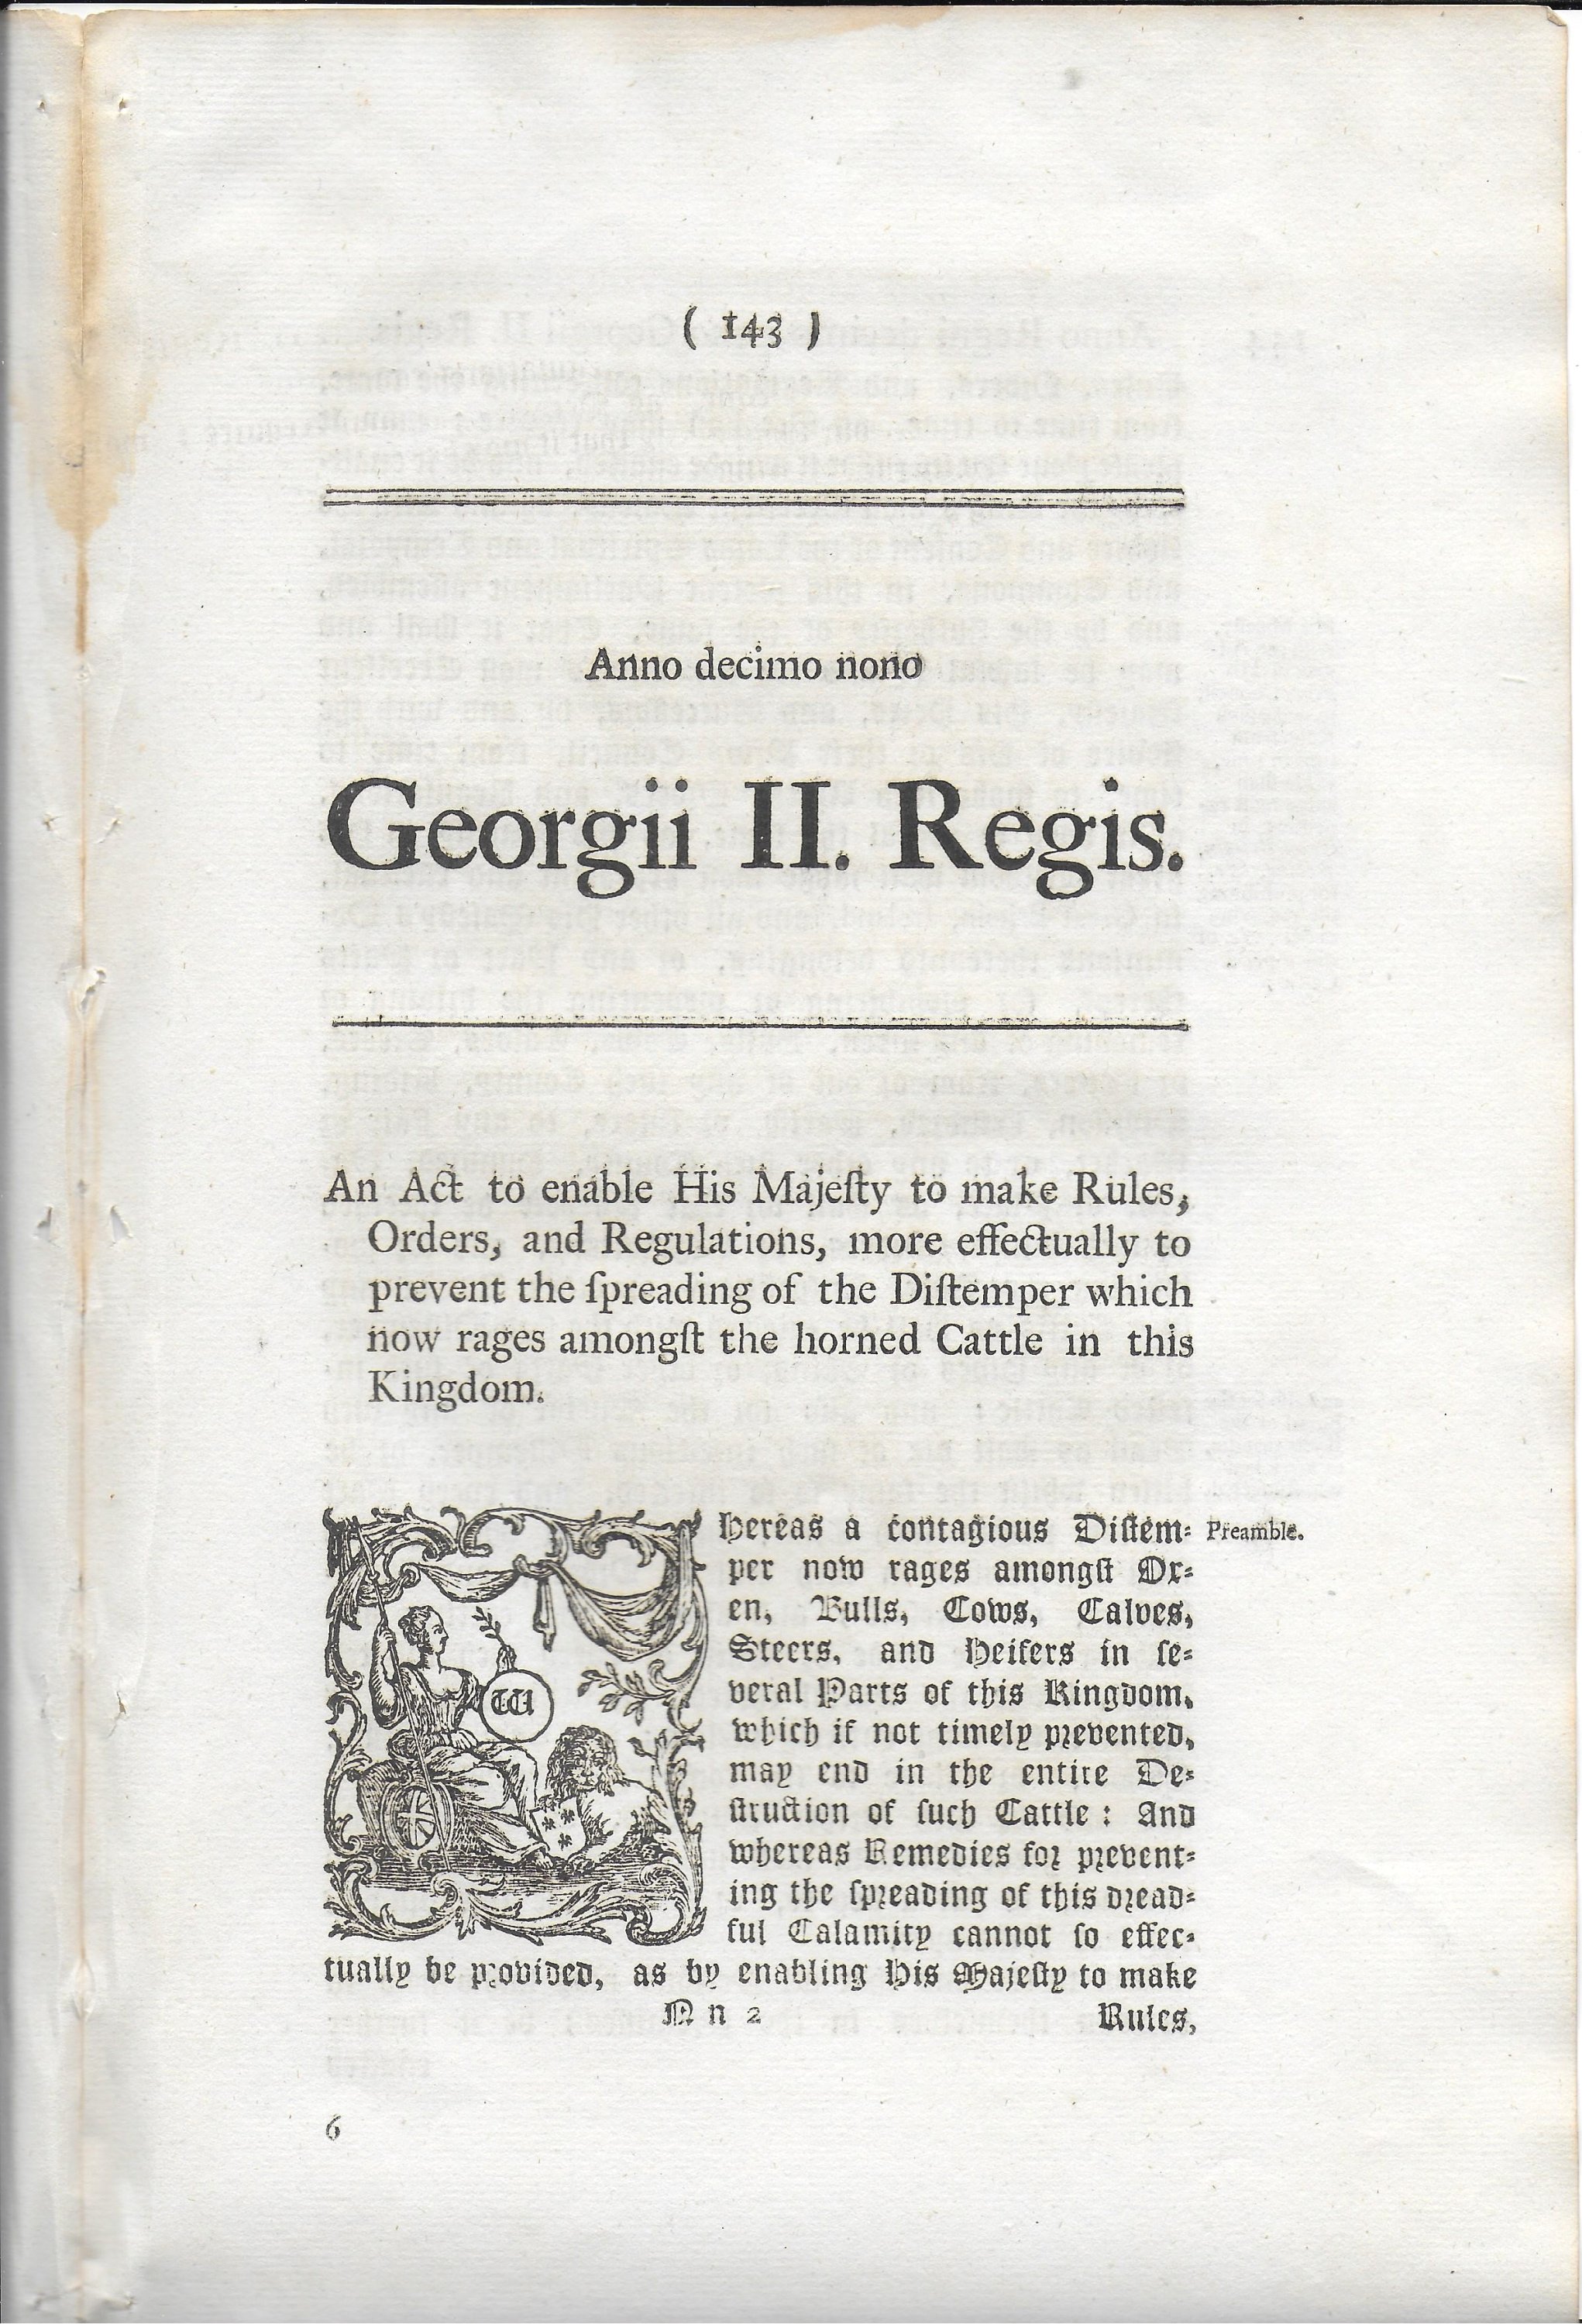 ( 143 )
Anno decimo nono
Georgii II. Regis.
An Act to enable His Majeſty to make Rules,
Orders, and Regulations, more effectually to
prevent the ſpreading of the Diſtemper which
now rages amongſt the horned Cattle in this
Kingdom.
Whereas a contagious Diſtem⸗ Preamble.
per now rages amongſt Ox⸗
en, Bulls, Cows, Calves,
Steers, and Heifers in ſe⸗
veral Parts of this Kingdom,
which if not timely prevented,
may end in the entire De⸗
ſtruction of ſuch Cattle : And
whereas Remedies for prevent⸗
ing the ſpreading of this dread⸗
ful Calamity cannot ſo effec⸗
tually be provided, as by enabling His Majeſty to make
N n 2 Rules,
6